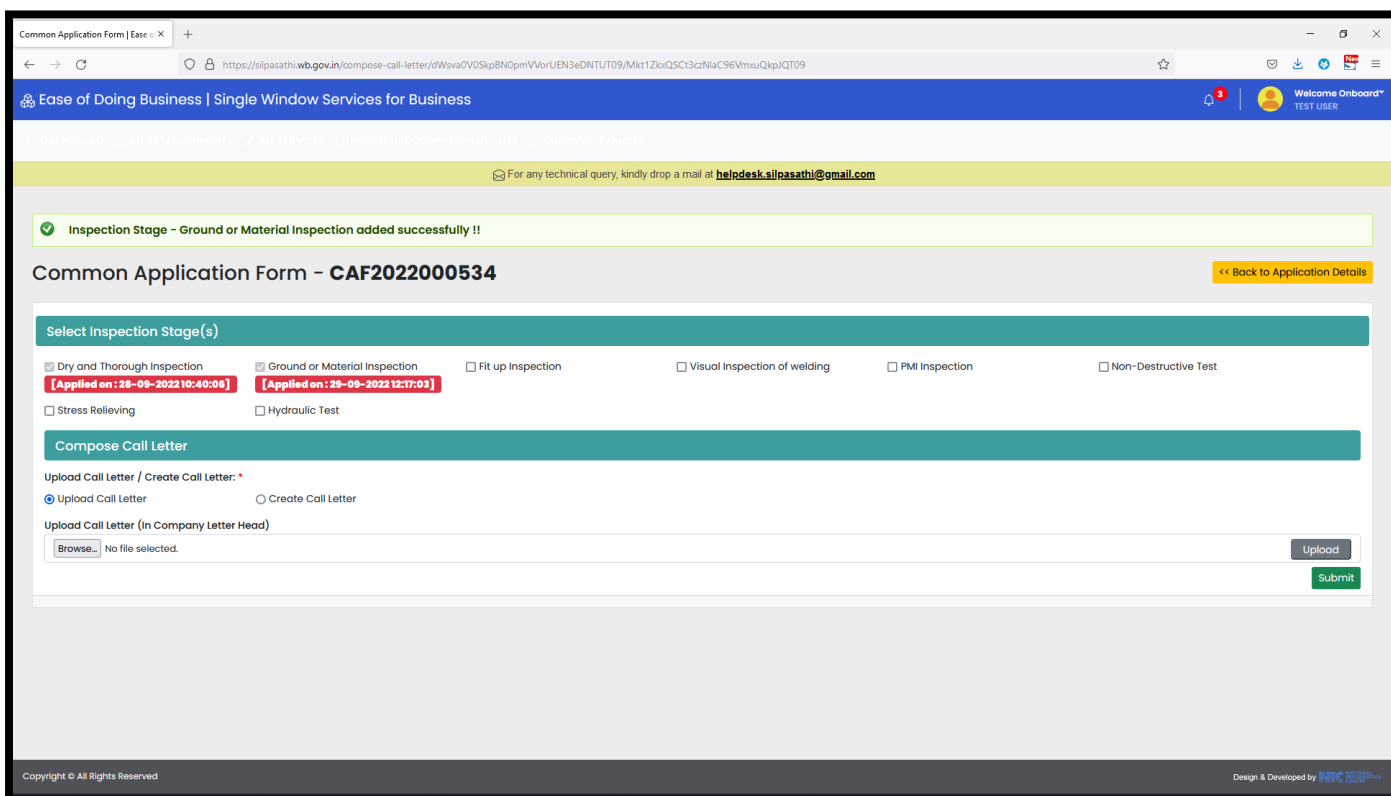 Common Application Form | Ease o
https://silpasathi.wb.gov.in/compose-call-letter/dWsva0V0SkpBN0pmVVorUEN3eDNTUT09/Mkt1ZkxQSCt3czNlaC96VmxuQkpJQT09
New
Ease of Doing Business | Single Window Services for Business
3
Welcome Onboard
TEST USER
For any technical query, kindly drop a mail at helpdesk.silpasathi@gmail.com
Inspection Stage - Ground or Material Inspection added successfully !!
Common Application Form - CAF2022000534
<< Back to Application Details
Select Inspection Stage(s)
Dry and Thorough Inspection Ground or Material Inspection Fit up Inspection Visual Inspection of welding PMI Inspection Non-Destructive Test
[Applied on : 28-09-2022 10:40:06] [Applied on : 29-09-2022 12:17:03]
Stress Relieving Hydraulic Test
Compose Call Letter
Upload Call Letter / Create Call Letter: *
Upload Call Letter Create Call Letter
Upload Call Letter (In Company Letter Head)
Browse... No file selected. Upload
Submit
Copyright © All Rights Reserved
Design & Developed by NIC NATIONAL INFORMATICS CENTRE